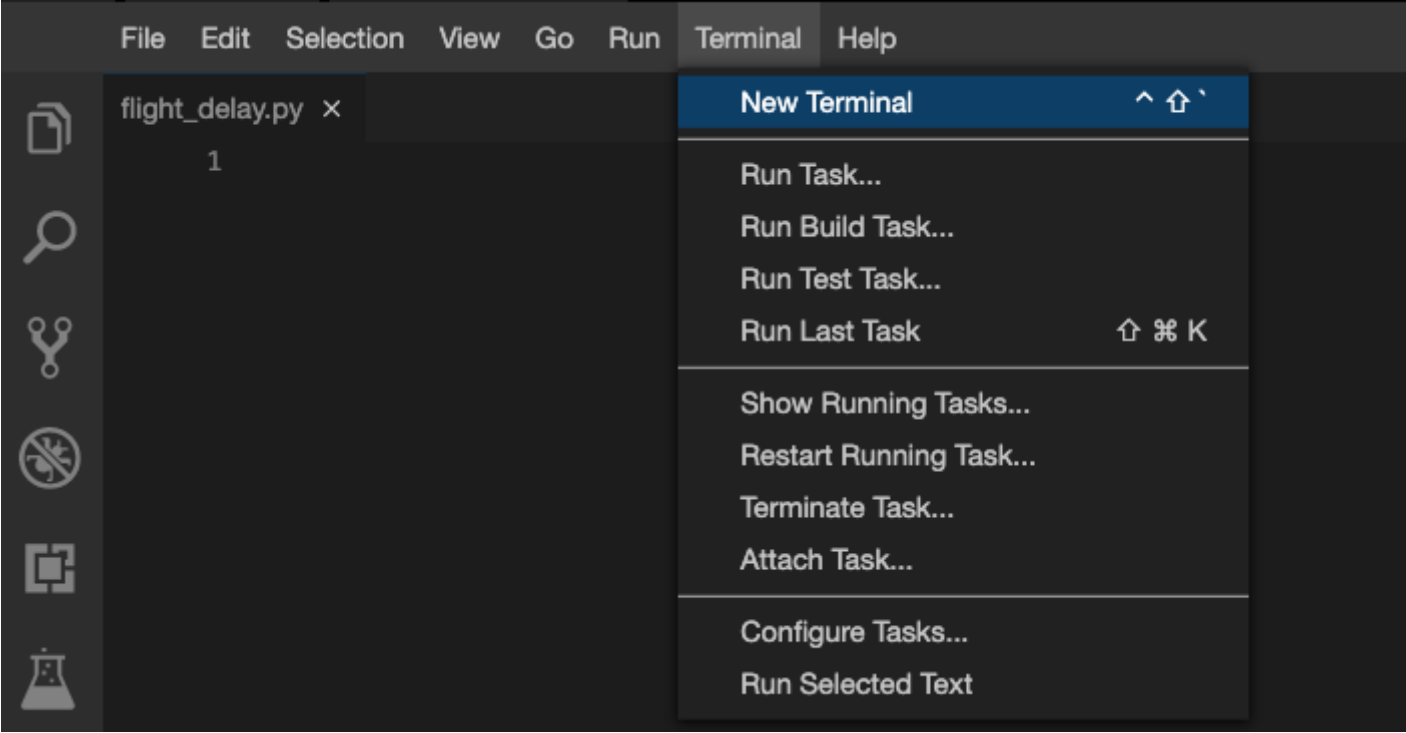 File Edit Selection View Go Run Terminal Help
flight_delay.py ×
1
New Terminal ^ ⇧ `
Run Task...
Run Build Task...
Run Test Task...
Run Last Task ⇧ ⌘ K
Show Running Tasks...
Restart Running Task...
Terminate Task...
Attach Task...
Configure Tasks...
Run Selected Text